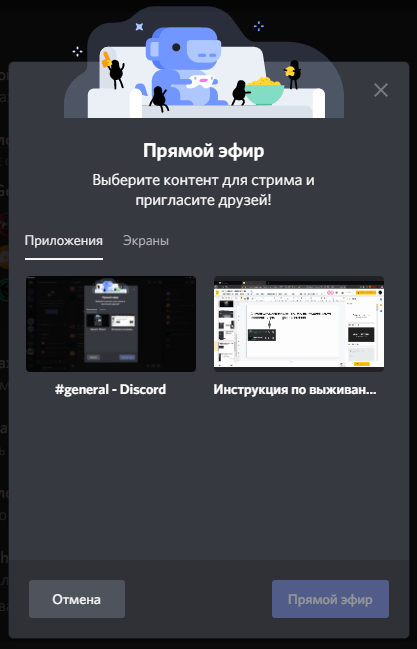 Прямой эфир
Выберите контент для стрима и
пригласите друзей!
Приложения Экраны
#general - Discord
Инструкция по выживан...
Отмена
Прямой эфир